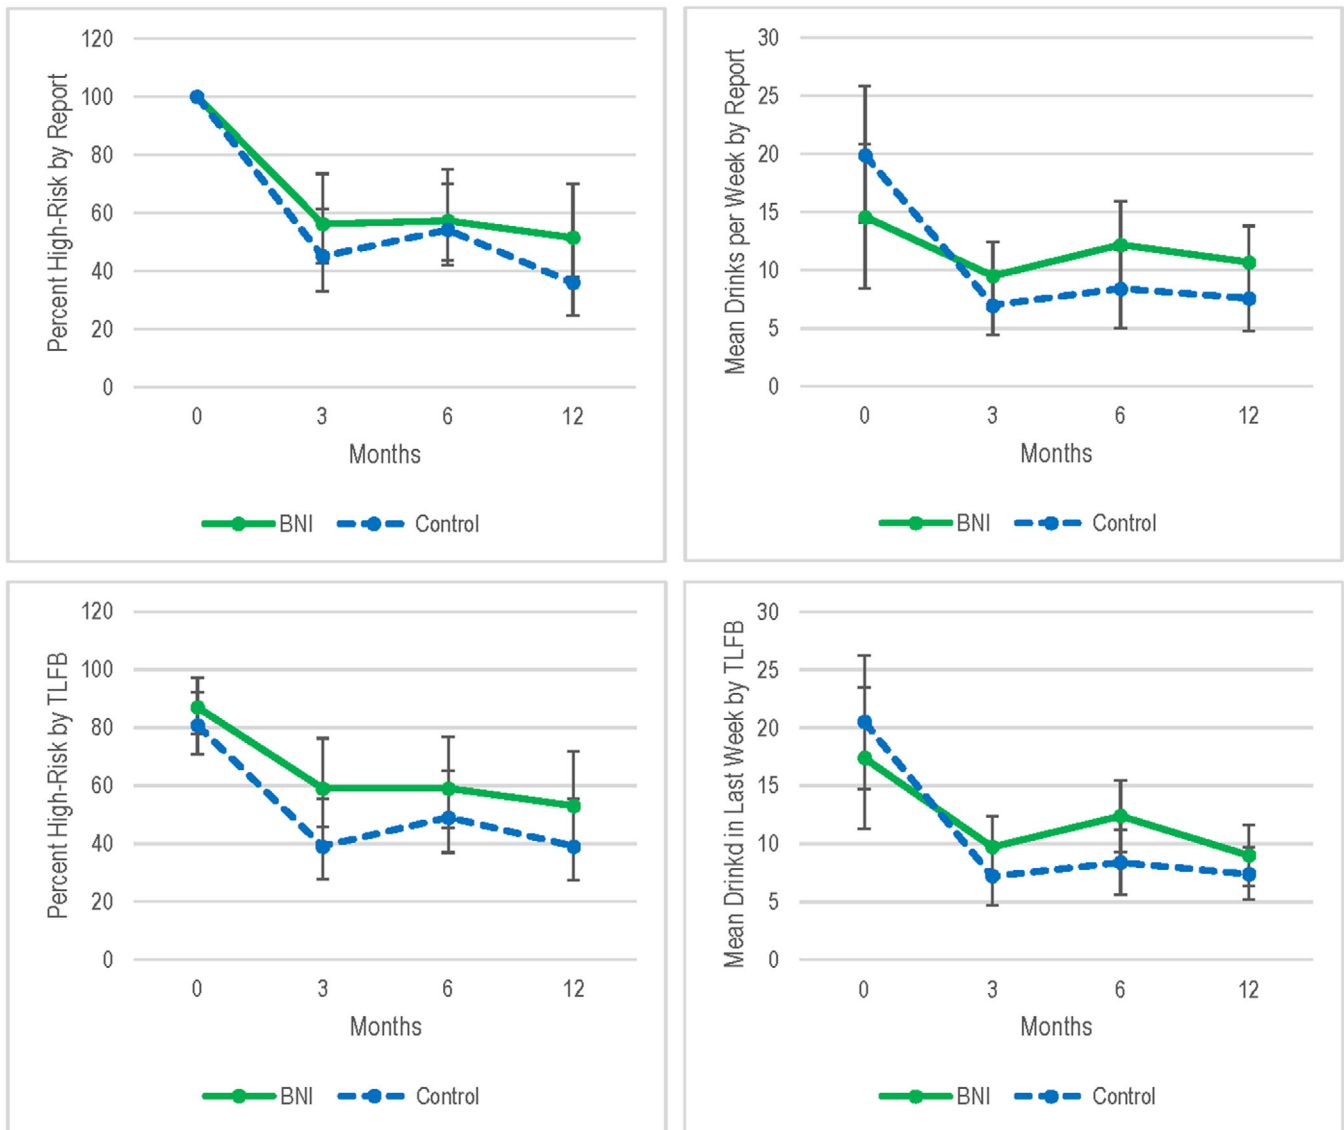 Percent High-Risk by Report
120
100
80
60
40
20
0
0 3 6 12
Months
BNI Control
Mean Drinks per Week by Report
30
25
20
15
10
5
0
0 3 6 12
Months
BNI Control
Percent High-Risk by TLFB
120
100
80
60
40
20
0
0 3 6 12
Months
BNI Control
Mean Drinkd in Last Week by TLFB
30
25
20
15
10
5
0
0 3 6 12
Months
BNI Control